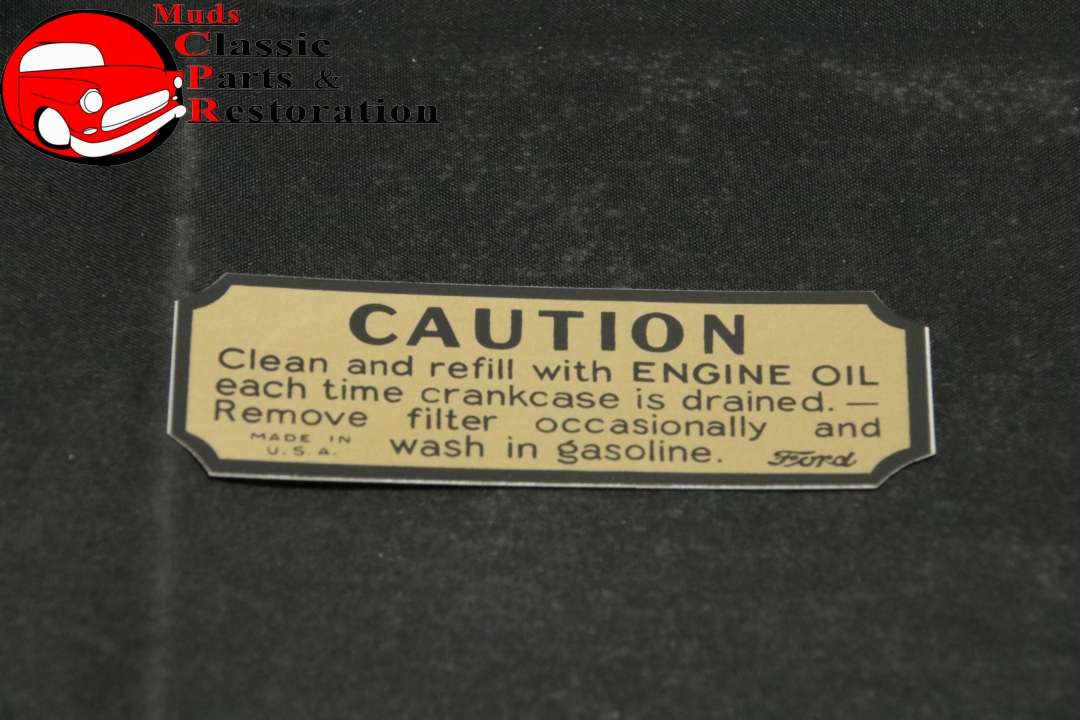 Muds
Classic
Parts &
Restoration
CAUTION
Clean and refill with ENGINE OIL
each time crankcase is drained. —
Remove filter occasionally and
wash in gasoline.
MADE IN
U.S.A.
Ford